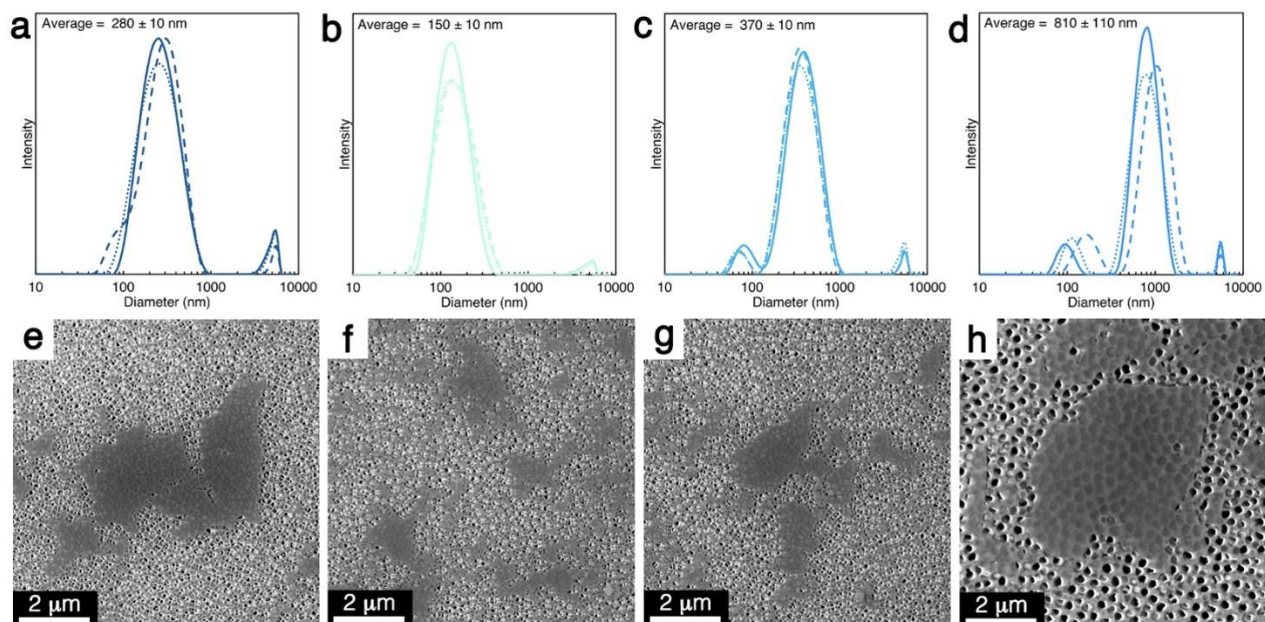 a
Average = 280 ± 10 nm
Intensity
10 100 1000 10000
Diameter (nm)
b
Average = 150 ± 10 nm
Intensity
10 100 1000 10000
Diameter (nm)
c
Average = 370 ± 10 nm
Intensity
10 100 1000 10000
Diameter (nm)
d
Average = 810 ± 110 nm
Intensity
10 100 1000 10000
Diameter (nm)
e
2 μm
f
2 μm
g
2 μm
h
2 μm